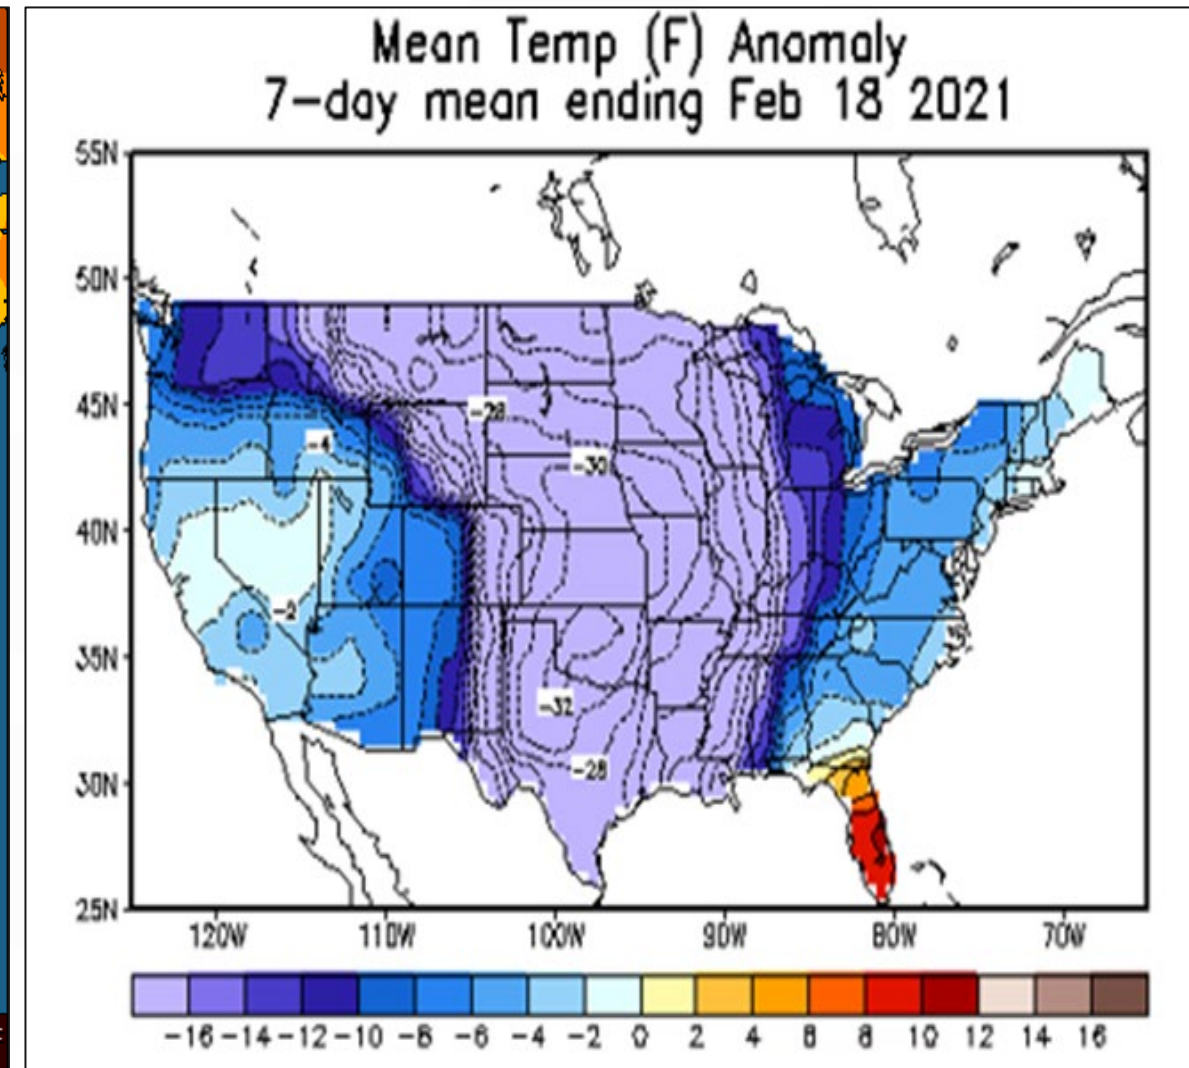 Mean Temp (F) Anomaly
7-day mean ending Feb 18 2021
55N
50N
45N
40N
35N
30N
25N
-28
-4
-30
-2
-32
-28
120W 110W 100W 90W 80W 70W
-16 -14 -12 -10 -8 -6 -4 -2 0 2 4 6 8 10 12 14 16